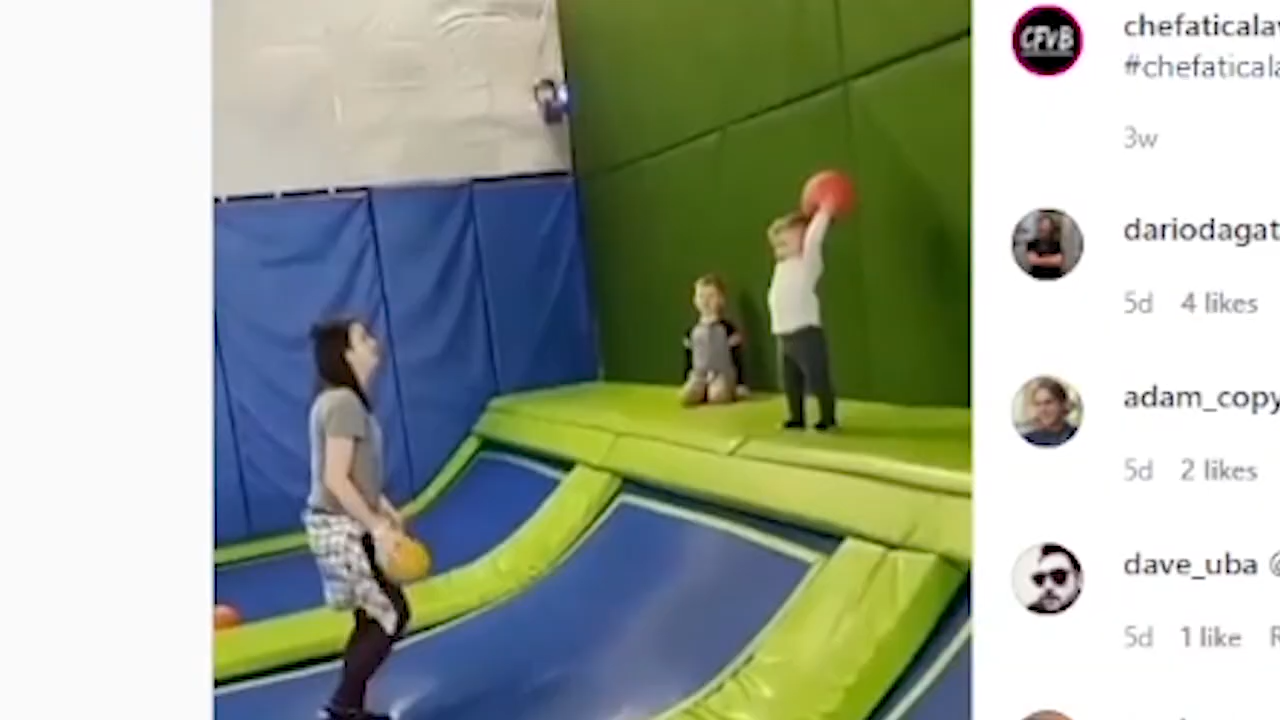 CFVB
chefaticala
#chefaticala
3w
dariodagat
5d 4 likes
adam_copy
5d 2 likes
dave_uba @
5d 1 like R